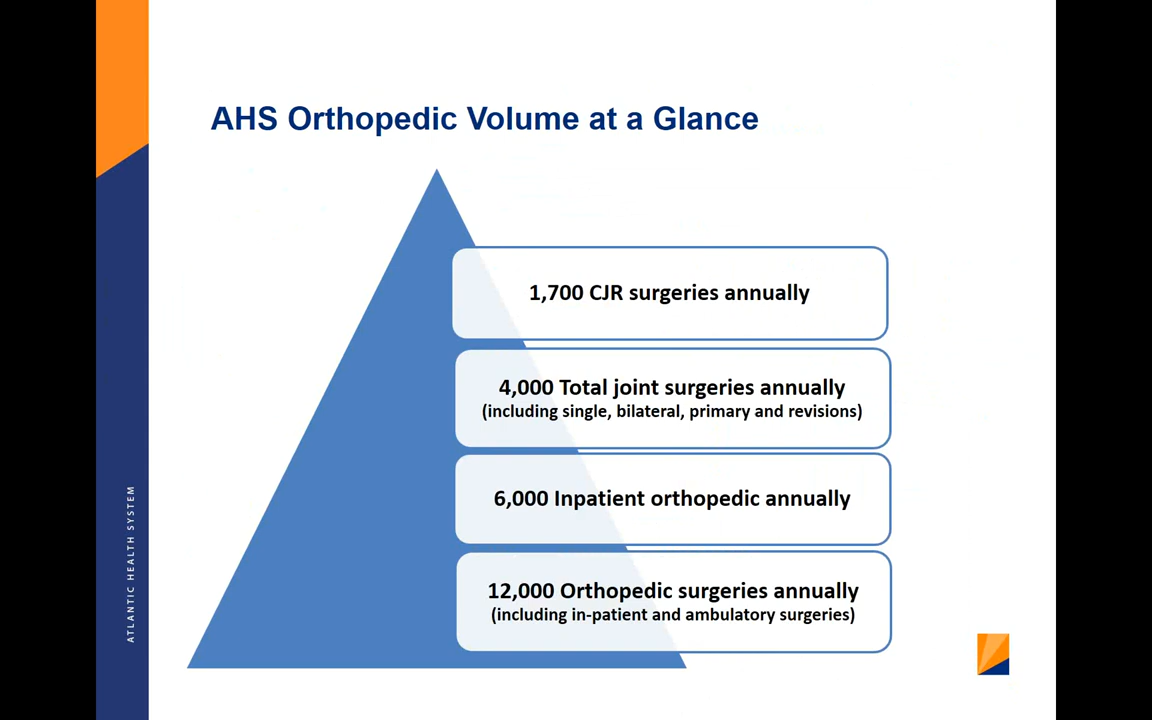 AHS Orthopedic Volume at a Glance
1,700 CJR surgeries annually
4,000 Total joint surgeries annually
(including single, bilateral, primary and revisions)
6,000 Inpatient orthopedic annually
12,000 Orthopedic surgeries annually
(including in-patient and ambulatory surgeries)
ATLANTIC HEALTH SYSTEM